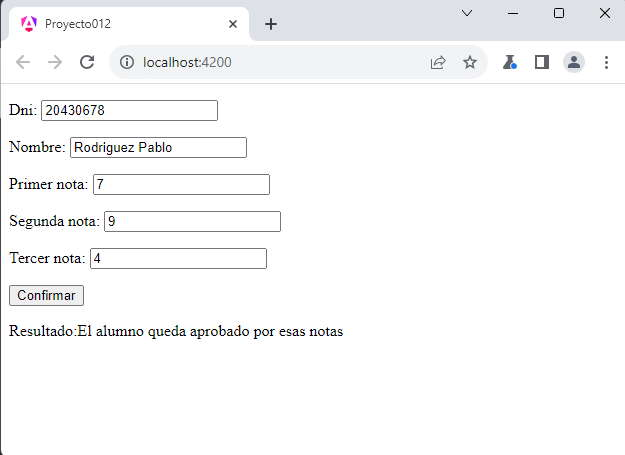 Proyecto012
localhost:4200
Dni: 20430678
Nombre: Rodriguez Pablo
Primer nota: 7
Segunda nota: 9
Tercer nota: 4
Confirmar
Resultado:El alumno queda aprobado por esas notas